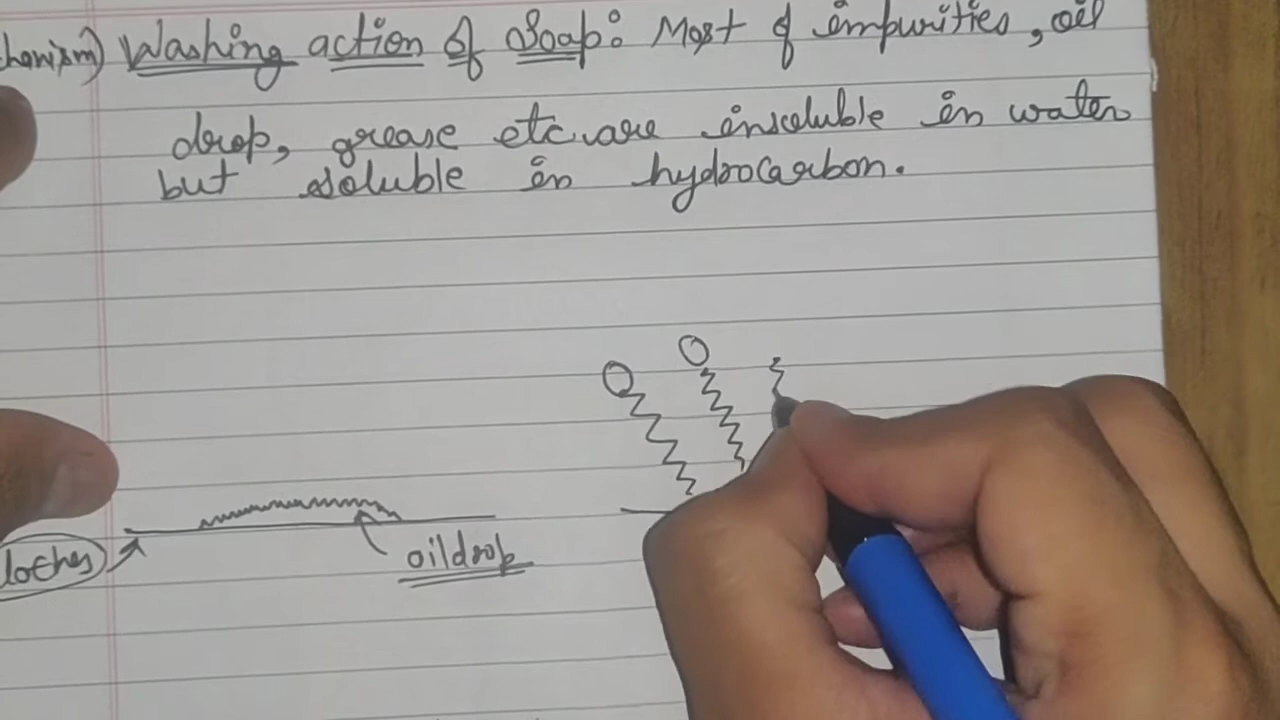 Washing action of Soap: Most of impurities, oil
drop, grease etc. are insoluble in water
but soluble in hydrocarbon.
oildrop